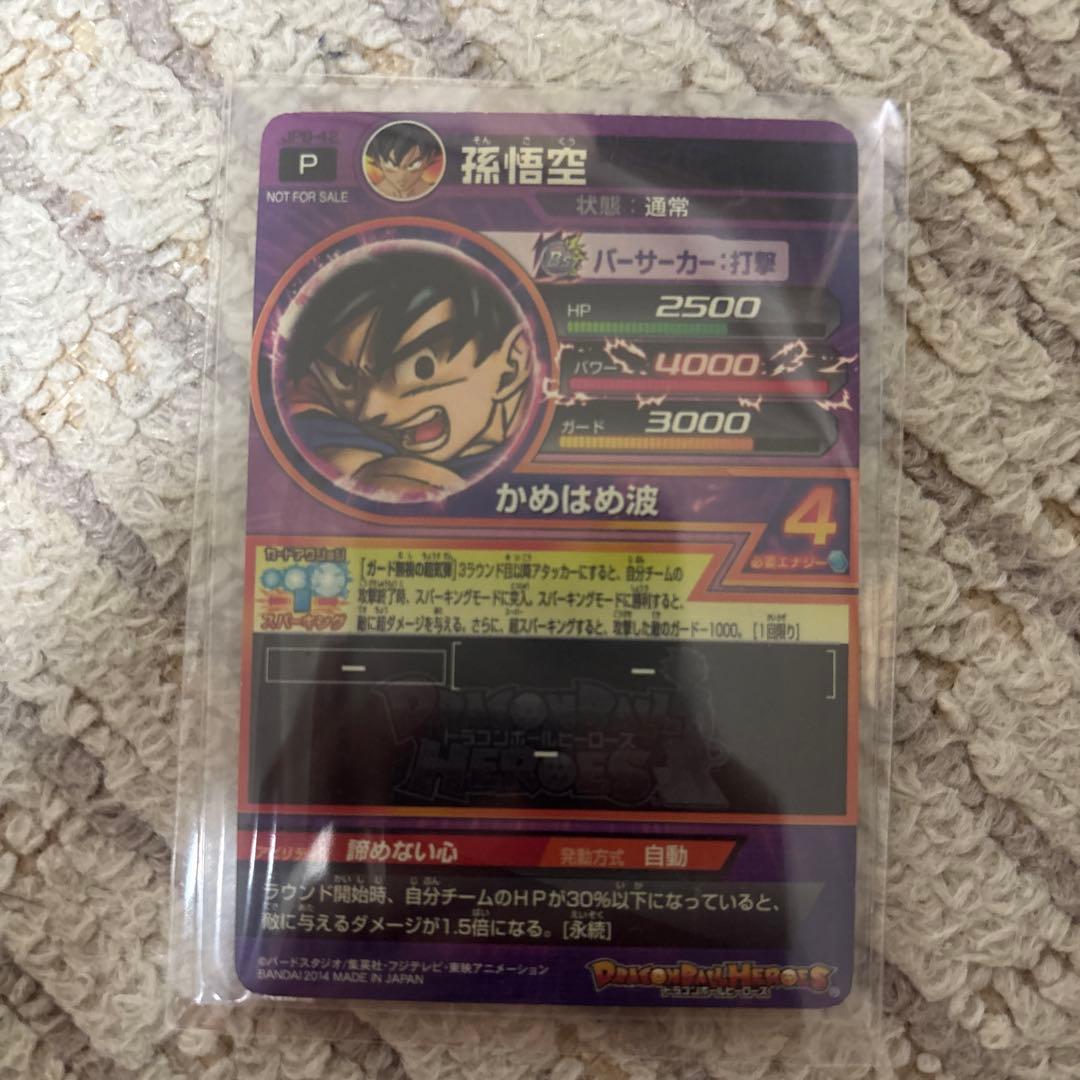 JPB-42
P
NOT FOR SALE
そん ご くう
孫悟空
状態：通常
Bs
バーサーカー：打撃
HP 2500
パワー 4000
ガード 3000
かめはめ波
4
必要エナジー
カードアクション
スパーキング
[ガード無視の超気弾]3ラウンド目以降アタッカーにすると、自分チームの
攻撃終了時、スパーキングモードに突入。スパーキングモードに勝利すると、
敵に超ダメージを与える。さらに、超スパーキングすると、攻撃した敵のガード−1000。[1回限り]
ー
ー
DRAGON BALL
ドラゴンボールヒーローズ
HEROES
ー
アビリティ 諦めない心
発動方式 自動
ラウンド開始時、自分チームのHPが30%以下になっていると、
敵に与えるダメージが1.5倍になる。[永続]
©バードスタジオ/集英社・フジテレビ・東映アニメーション
BANDAI 2014 MADE IN JAPAN
DRAGON BALL HEROES
ドラゴンボールヒーローズ